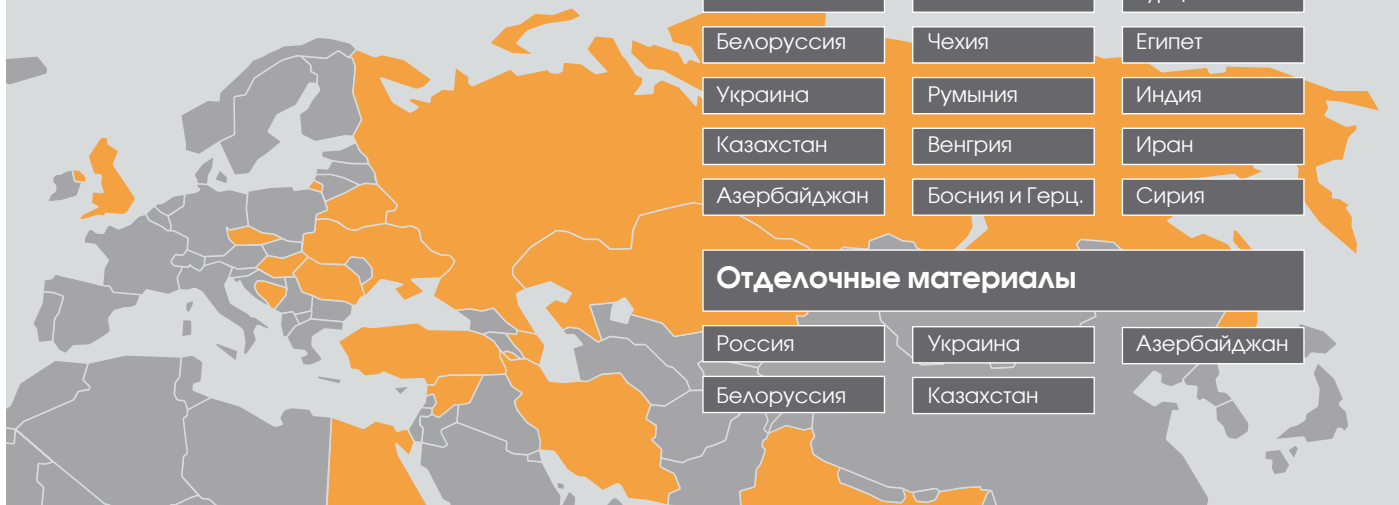 Белоруссия Чехия Египет
Украина Румыния Индия
Казахстан Венгрия Иран
Азербайджан Босния и Герц. Сирия
Отделочные материалы
Россия Украина Азербайджан
Белоруссия Казахстан